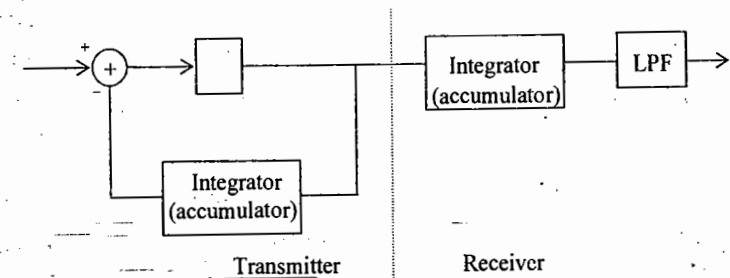 +
+
−
Integrator
(accumulator)
LPF
Integrator
(accumulator)
Transmitter
Receiver